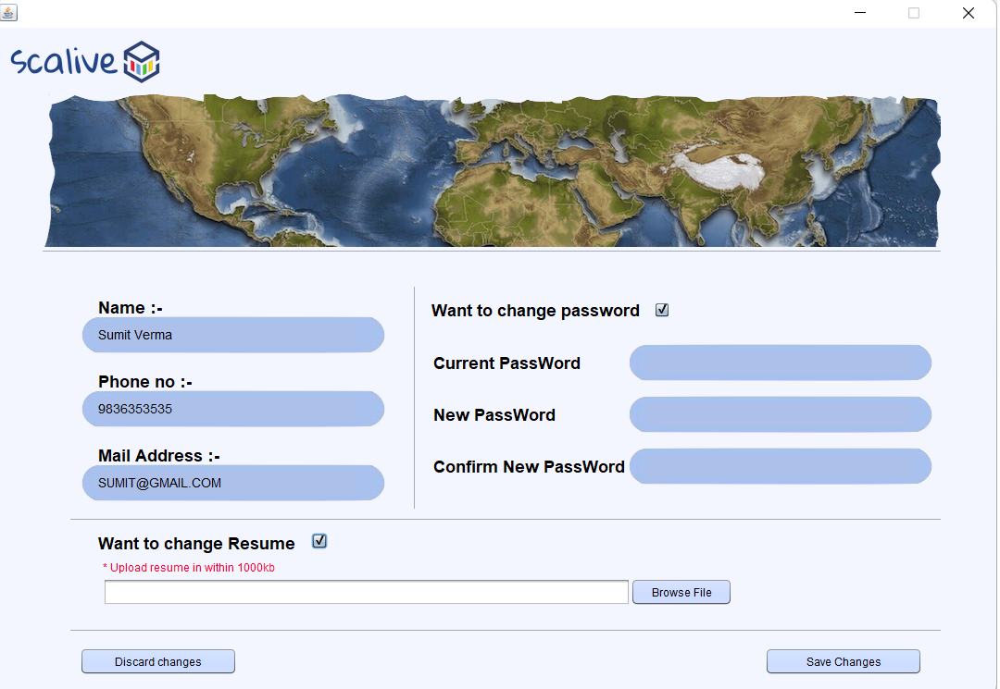 scalive
Name :-
Sumit Verma
Phone no :-
9836353535
Mail Address :-
SUMIT@GMAIL.COM
Want to change password
Current PassWord
New PassWord
Confirm New PassWord
Want to change Resume
* Upload resume in within 1000kb
Browse File
Discard changes
Save Changes